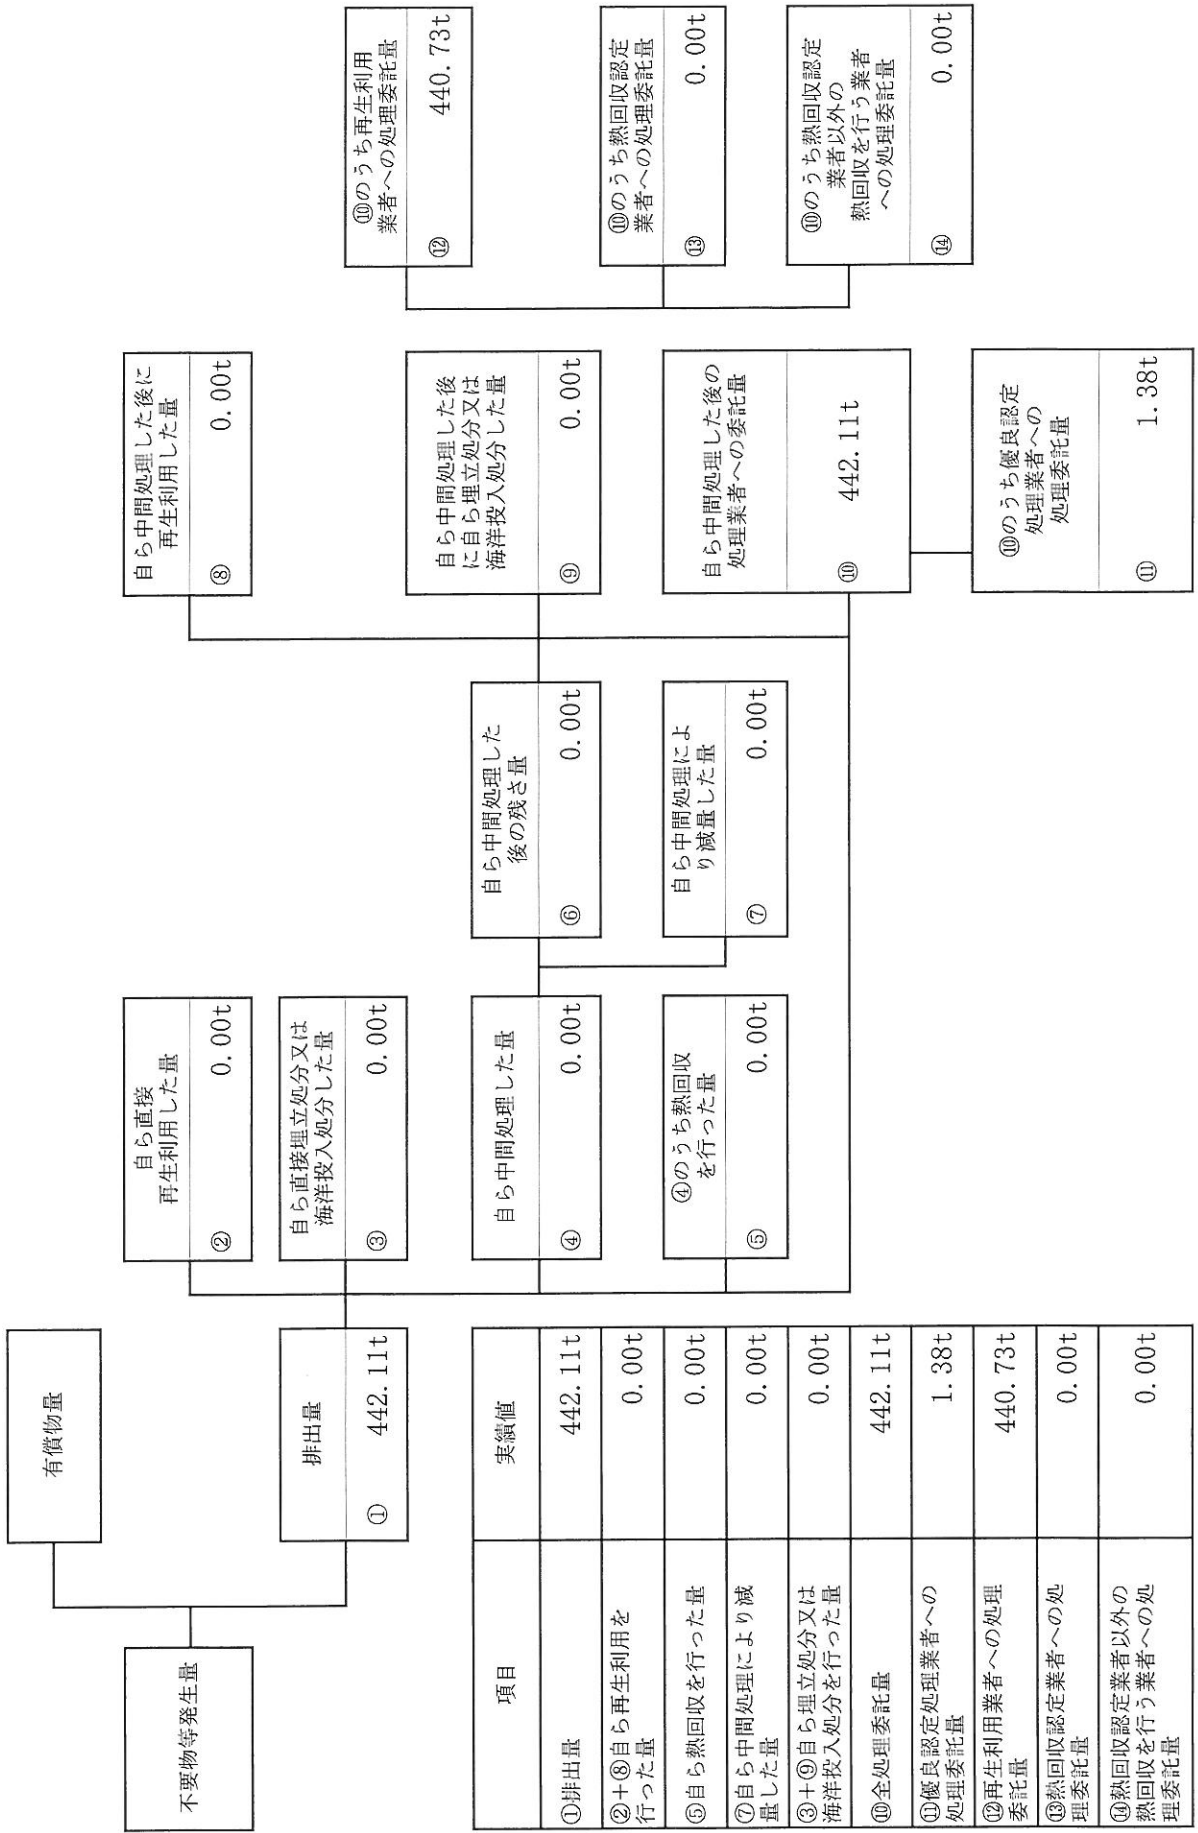 不要物等発生量
有償物量
排出量
① 442.11t
自ら直接
再生利用した量
② 0.00t
自ら直接埋立処分又は
海洋投入処分した量
③ 0.00t
自ら中間処理した量
④ 0.00t
④のうち熱回収
を行った量
⑤ 0.00t
自ら中間処理した
後の残さ量
⑥ 0.00t
自ら中間処理によ
り減量した量
⑦ 0.00t
自ら中間処理した後に
再生利用した量
⑧ 0.00t
自ら中間処理した後
に自ら埋立処分又は
海洋投入処分した量
⑨ 0.00t
自ら中間処理した後の
処理業者への委託量
⑩ 442.11t
⑩のうち優良認定
処理業者への
処理委託量
⑪ 1.38t
⑩のうち再生利用
業者への処理委託量
⑫ 440.73t
⑩のうち熱回収認定
業者への処理委託量
⑬ 0.00t
⑩のうち熱回収認定
業者以外の
熱回収を行う業者
への処理委託量
⑭ 0.00t
項目 実績値
①排出量 442.11t
②+⑧自ら再生利用を
行った量 0.00t
⑤自ら熱回収を行った量 0.00t
⑦自ら中間処理により減
量した量 0.00t
③+⑨自ら埋立処分又は
海洋投入処分を行った量 0.00t
⑩全処理委託量 442.11t
⑪優良認定処理業者への
処理委託量 1.38t
⑫再生利用業者への処理
委託量 440.73t
⑬熱回収認定業者への処
理委託量 0.00t
⑭熱回収認定業者以外の
熱回収を行う業者への処
理委託量 0.00t